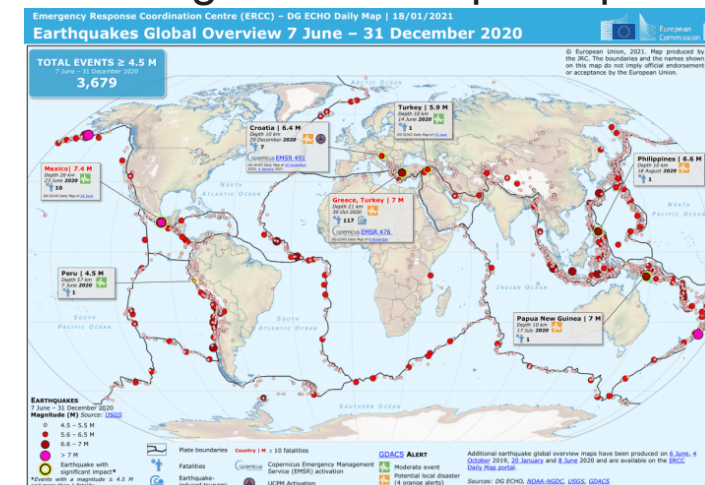 Emergency Response Coordination Centre (ERCC) – DG ECHO Daily Map | 18/01/2021
Earthquakes Global Overview 7 June – 31 December 2020
European
Commission
© European Union, 2021. Map produced by
the JRC. The boundaries and the names shown
on this map do not imply official endorsement
or acceptance by the European Union.
TOTAL EVENTS ≥ 4.5 M
7 June – 31 December 2020
3,679
ARCTIC OCEAN
Turkey | 5.9 M
Depth 10 km
14 June 2020
1
Croatia | 6.4 M
Depth 10 km
29 December 2020
7
Copernicus EMSR 491
Philippines | 6.6 M
Depth 10 km
18 August 2020
1
Mexico| 7.4 M
Depth 20 km
23 June 2020
10
NORTH
ATLANTIC OCEAN
Greece, Turkey | 7 M
Depth 21 km
30 Oct 2020
117
Copernicus EMSR 476
NORTH
PACIFIC OCEAN
Peru | 4.5 M
Depth 57 km
7 June 2020
1
INDIAN OCEAN
SOUTH
PACIFIC OCEAN
SOUTH
ATLANTIC OCEAN
Papua New Guinea | 7 M
Depth 10 km
17 July 2020
1
SOUTHERN OCEAN
EARTHQUAKES
7 June – 31 December 2020
Magnitude (M) Source: USGS
4.5 – 5.5 M
5.6 – 6.5 M
6.6 – 7 M
> 7 M
Earthquake with
significant impact*
*Events with a magnitude ≥ 4.5 M
Plate boundaries
Fatalities
Earthquake-
Country | M ≥ 10 fatalities
Copernicus Emergency Management
Service (EMSR) activation
UCPM Activation
GDACS ALERT
Moderate event
Potential local disaster
(4 orange alerts)
Additional earthquake global overview maps have been produced on 6 June, 4
October 2019, 20 January and 8 June 2020 and are available on the ERCC
Daily Map portal.
Sources: DG ECHO, NOAA-NGDC, USGS, GDACS